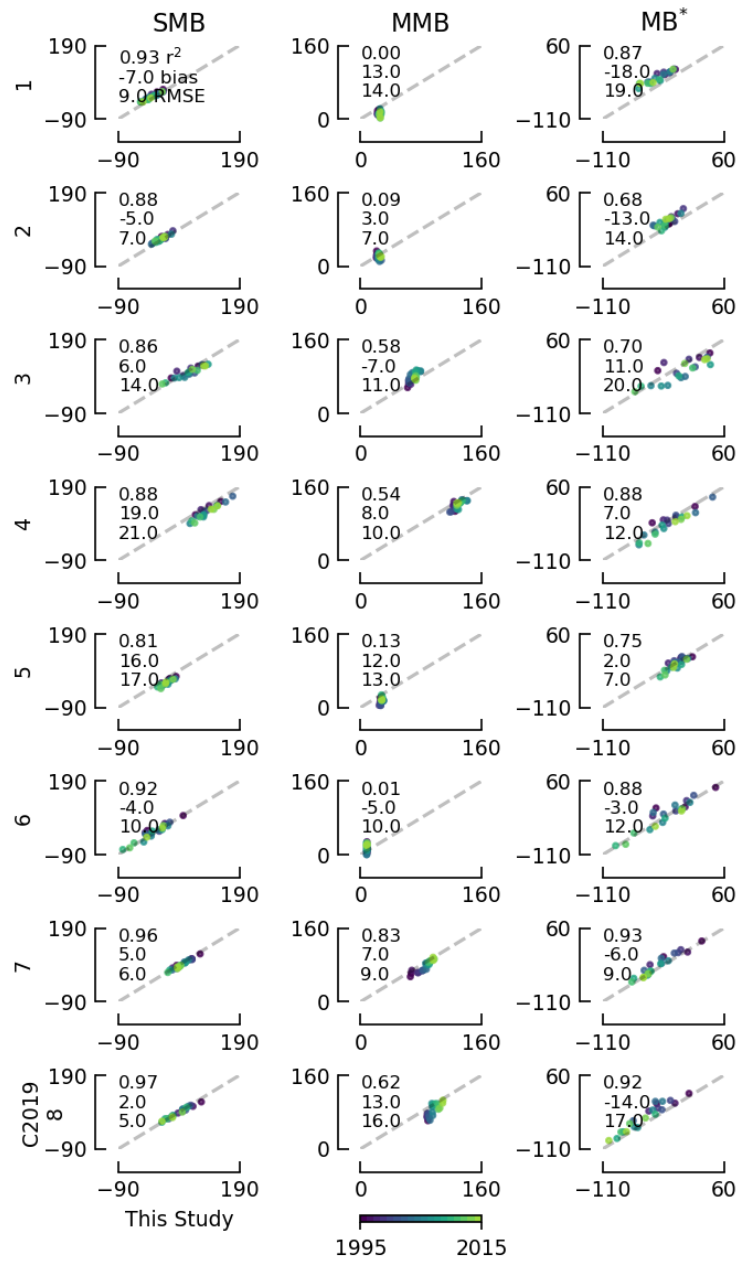 SMB MMB MB*
190 160 60
0.93 r² 0.00 0.87
-7.0 bias 13.0 -18.0
9.0 RMSE 14.0 19.0
1
−90 0 −110
−90 190 0 160 −110 60
190 160 60
0.88 0.09 0.68
-5.0 3.0 -13.0
7.0 7.0 14.0
2
−90 0 −110
−90 190 0 160 −110 60
190 160 60
0.86 0.58 0.70
6.0 -7.0 11.0
14.0 11.0 20.0
3
−90 0 −110
−90 190 0 160 −110 60
190 160 60
0.88 0.54 0.88
19.0 8.0 7.0
21.0 10.0 12.0
4
−90 0 −110
−90 190 0 160 −110 60
190 160 60
0.81 0.13 0.75
16.0 12.0 2.0
17.0 13.0 7.0
5
−90 0 −110
−90 190 0 160 −110 60
190 160 60
0.92 0.01 0.88
-4.0 -5.0 -3.0
10.0 10.0 12.0
6
−90 0 −110
−90 190 0 160 −110 60
190 160 60
0.96 0.83 0.93
5.0 7.0 -6.0
6.0 9.0 9.0
7
−90 0 −110
−90 190 0 160 −110 60
190 160 60
0.97 0.62 0.92
2.0 13.0 -14.0
5.0 16.0 17.0
C2019
8
−90 0 −110
−90 190 0 160 −110 60
This Study
1995 2015